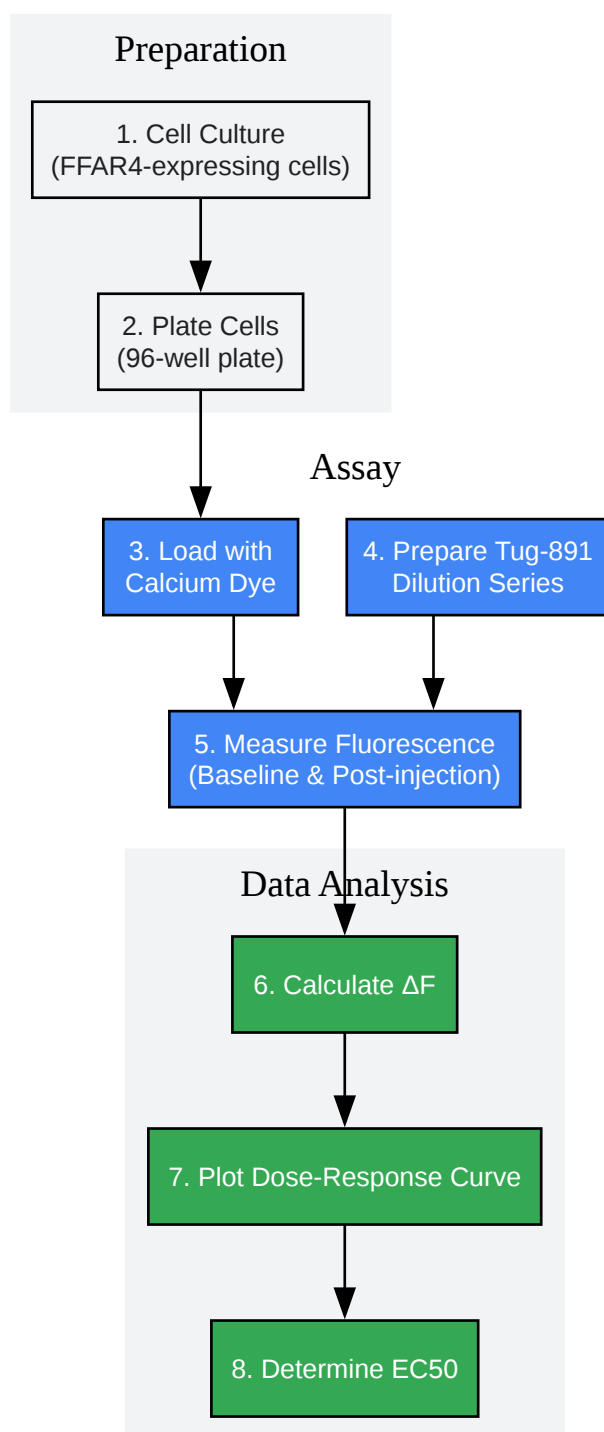 Preparation
1. Cell Culture
(FFAR4-expressing cells)
2. Plate Cells
(96-well plate)
Assay
3. Load with
Calcium Dye
4. Prepare Tug-891
Dilution Series
5. Measure Fluorescence
(Baseline & Post-injection)
Data Analysis
6. Calculate ΔF
7. Plot Dose-Response Curve
8. Determine EC50